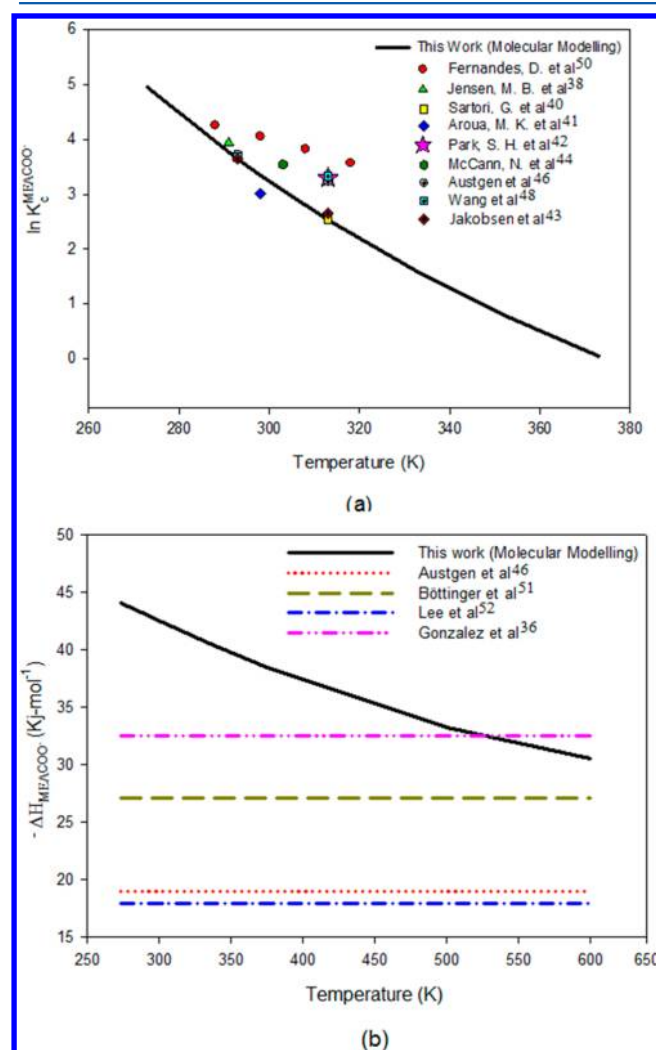 This Work (Molecular Modelling)
Fernandes, D. et al50
Jensen, M. B. et al38
Sartori, G. et al40
Aroua, M. K. et al41
Park, S. H. et al42
McCann, N. et al44
Austgen et al46
Wang et al48
Jakobsen et al43
6
5
4
3
2
1
0
ln KcMEACOO-
260 280 300 320 340 360 380
Temperature (K)
(a)
This work (Molecular Modelling)
Austgen et al46
Böttinger et al51
Lee et al52
Gonzalez et al36
50
45
40
35
30
25
20
15
- ΔHMEACOO- (Kj-mol-1)
250 300 350 400 450 500 550 600 650
Temperature (K)
(b)